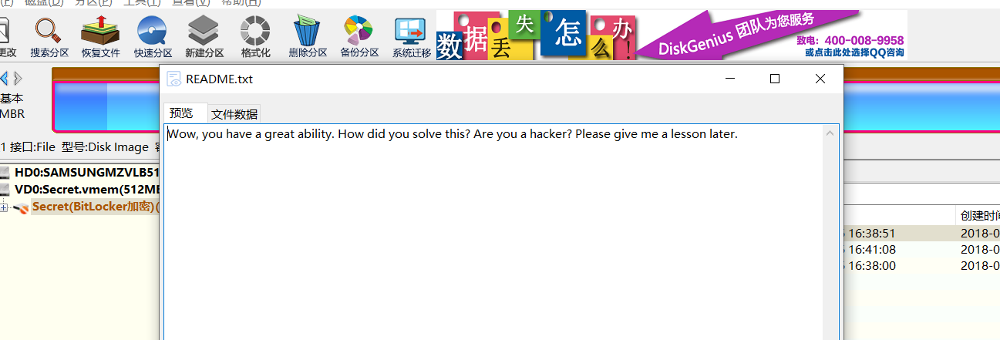 磁盘(D) 分区(P) 工具(T) 查看(V) 帮助(H)
更改 搜索分区 恢复文件 快速分区 新建分区 格式化 删除分区 备份分区 系统迁移
数据丢失怎么办!
DiskGenius 团队为您服务
致电：400-008-9958
或点击此处选择QQ咨询
README.txt
基本
MBR
预览 文件数据
Wow, you have a great ability. How did you solve this? Are you a hacker? Please give me a lesson later.
1 接口:File 型号:Disk Image
HD0:SAMSUNGMZVLB51
VD0:Secret.vmem(512MB
Secret(BitLocker加密)(
创建时间
16:38:51 2018-0
16:41:08 2018-0
16:38:00 2018-0